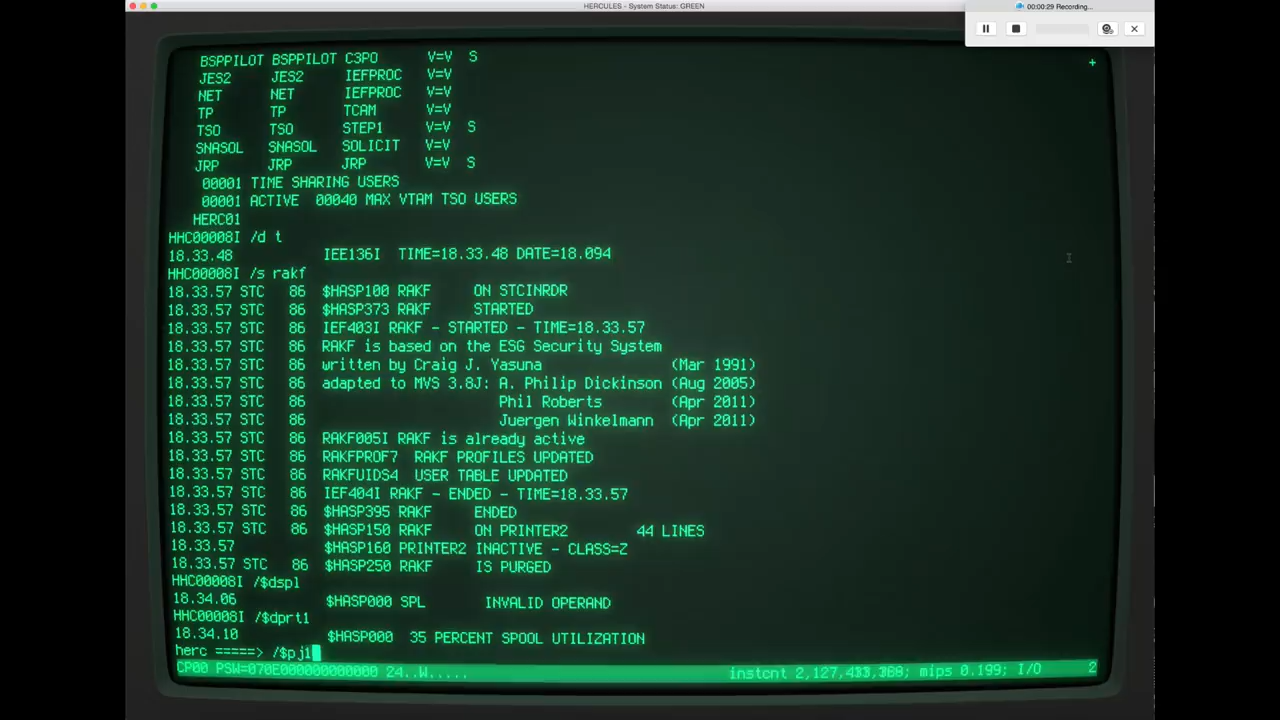 HERCULES - System Status: GREEN
00:00:29 Recording...
BSPPILOT BSPPILOT C3PO V=V S
JES2 JES2 IEFPROC V=V
NET NET IEFPROC V=V
TP TP TCAM V=V
TSO TSO STEP1 V=V S
SNASOL SNASOL SOLICIT V=V
JRP JRP JRP V=V S
00001 TIME SHARING USERS
00001 ACTIVE 00040 MAX VTAM TSO USERS
HERC01
HHC00008I /d t
18.33.48 IEE136I TIME=18.33.48 DATE=18.094
HHC00008I /s rakf
18.33.57 STC 86 $HASP100 RAKF ON STCINRDR
18.33.57 STC 86 $HASP373 RAKF STARTED
18.33.57 STC 86 IEF403I RAKF - STARTED - TIME=18.33.57
18.33.57 STC 86 RAKF is based on the ESG Security System
18.33.57 STC 86 written by Craig J. Yasuna (Mar 1991)
18.33.57 STC 86 adapted to MVS 3.8J: A. Philip Dickinson (Aug 2005)
18.33.57 STC 86 Phil Roberts (Apr 2011)
18.33.57 STC 86 Juergen Winkelmann (Apr 2011)
18.33.57 STC 86 RAKF005I RAKF is already active
18.33.57 STC 86 RAKFPROF7 RAKF PROFILES UPDATED
18.33.57 STC 86 RAKFUIDS4 USER TABLE UPDATED
18.33.57 STC 86 IEF404I RAKF - ENDED - TIME=18.33.57
18.33.57 STC 86 $HASP395 RAKF ENDED
18.33.57 STC 86 $HASP150 RAKF ON PRINTER2 44 LINES
18.33.57 $HASP160 PRINTER2 INACTIVE - CLASS=Z
18.33.57 STC 86 $HASP250 RAKF IS PURGED
HHC00008I /$dspl
18.34.06 $HASP000 SPL INVALID OPERAND
HHC00008I /$dprt1
18.34.10 $HASP000 35 PERCENT SPOOL UTILIZATION
herc =====> /$pj1
CP00 PSW=070E000000000000 24..W..... instcnt mips 0.199; I/O 2